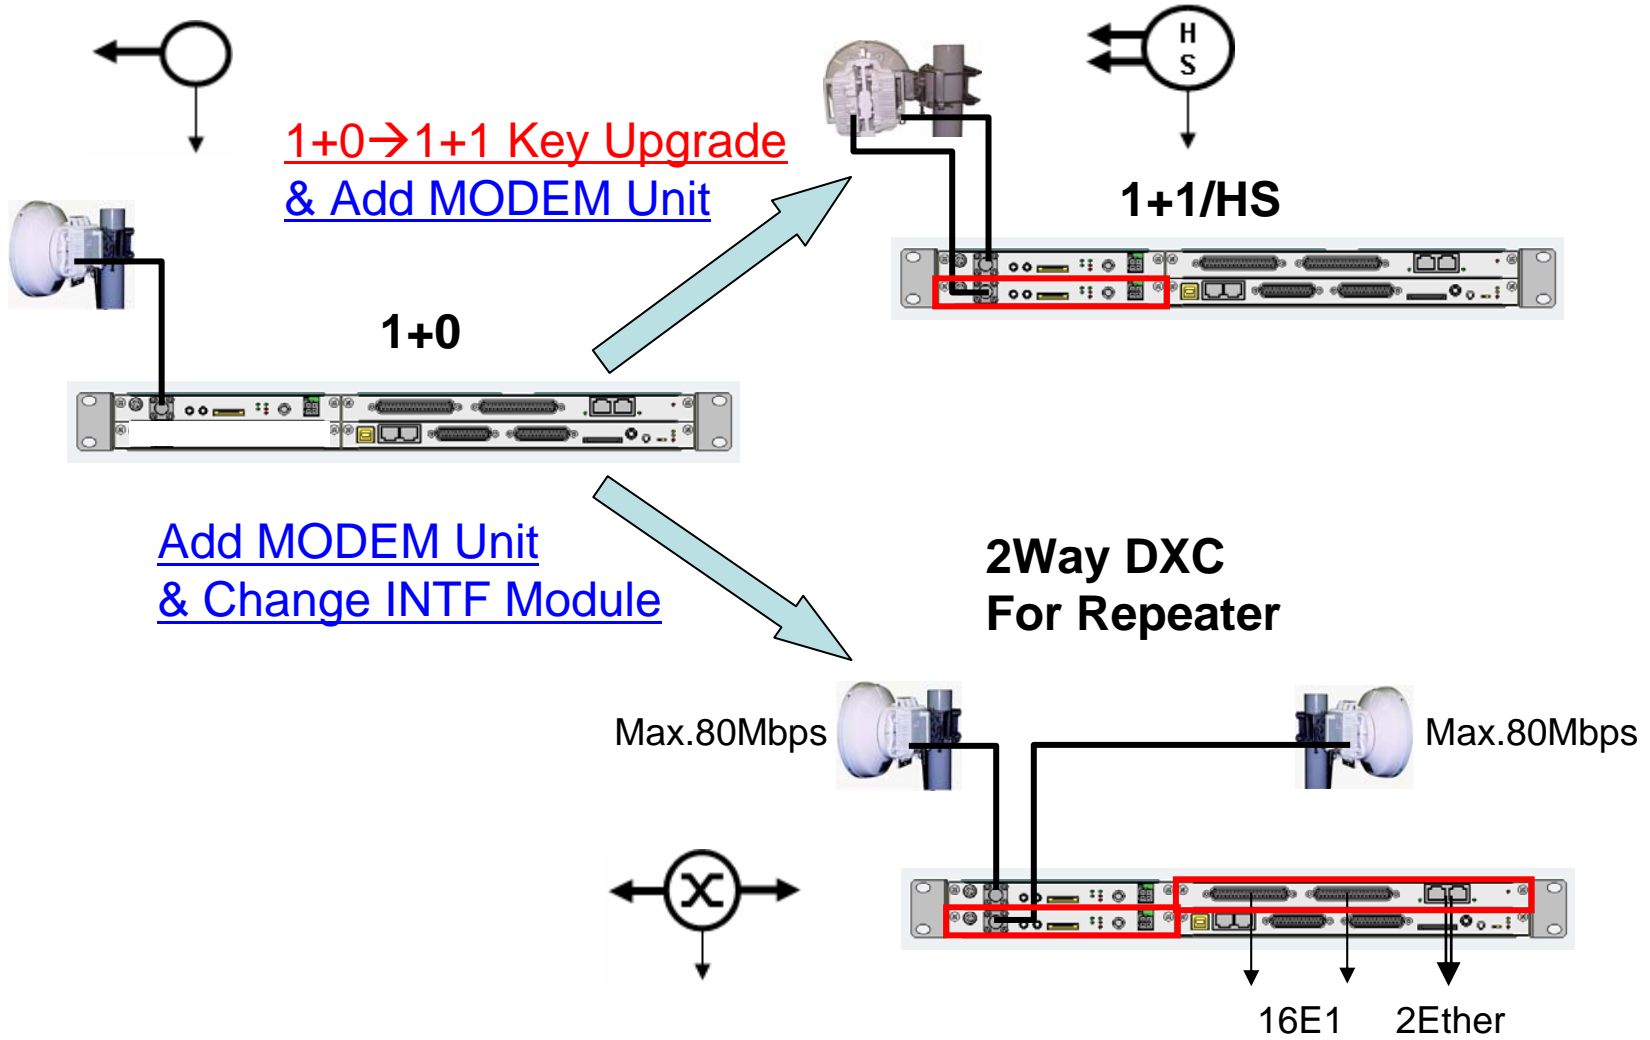 H
S
1+0→1+1 Key Upgrade
& Add MODEM Unit
1+1/HS
1+0
Add MODEM Unit
& Change INTF Module
2Way DXC
For Repeater
Max.80Mbps
Max.80Mbps
16E1
2Ether